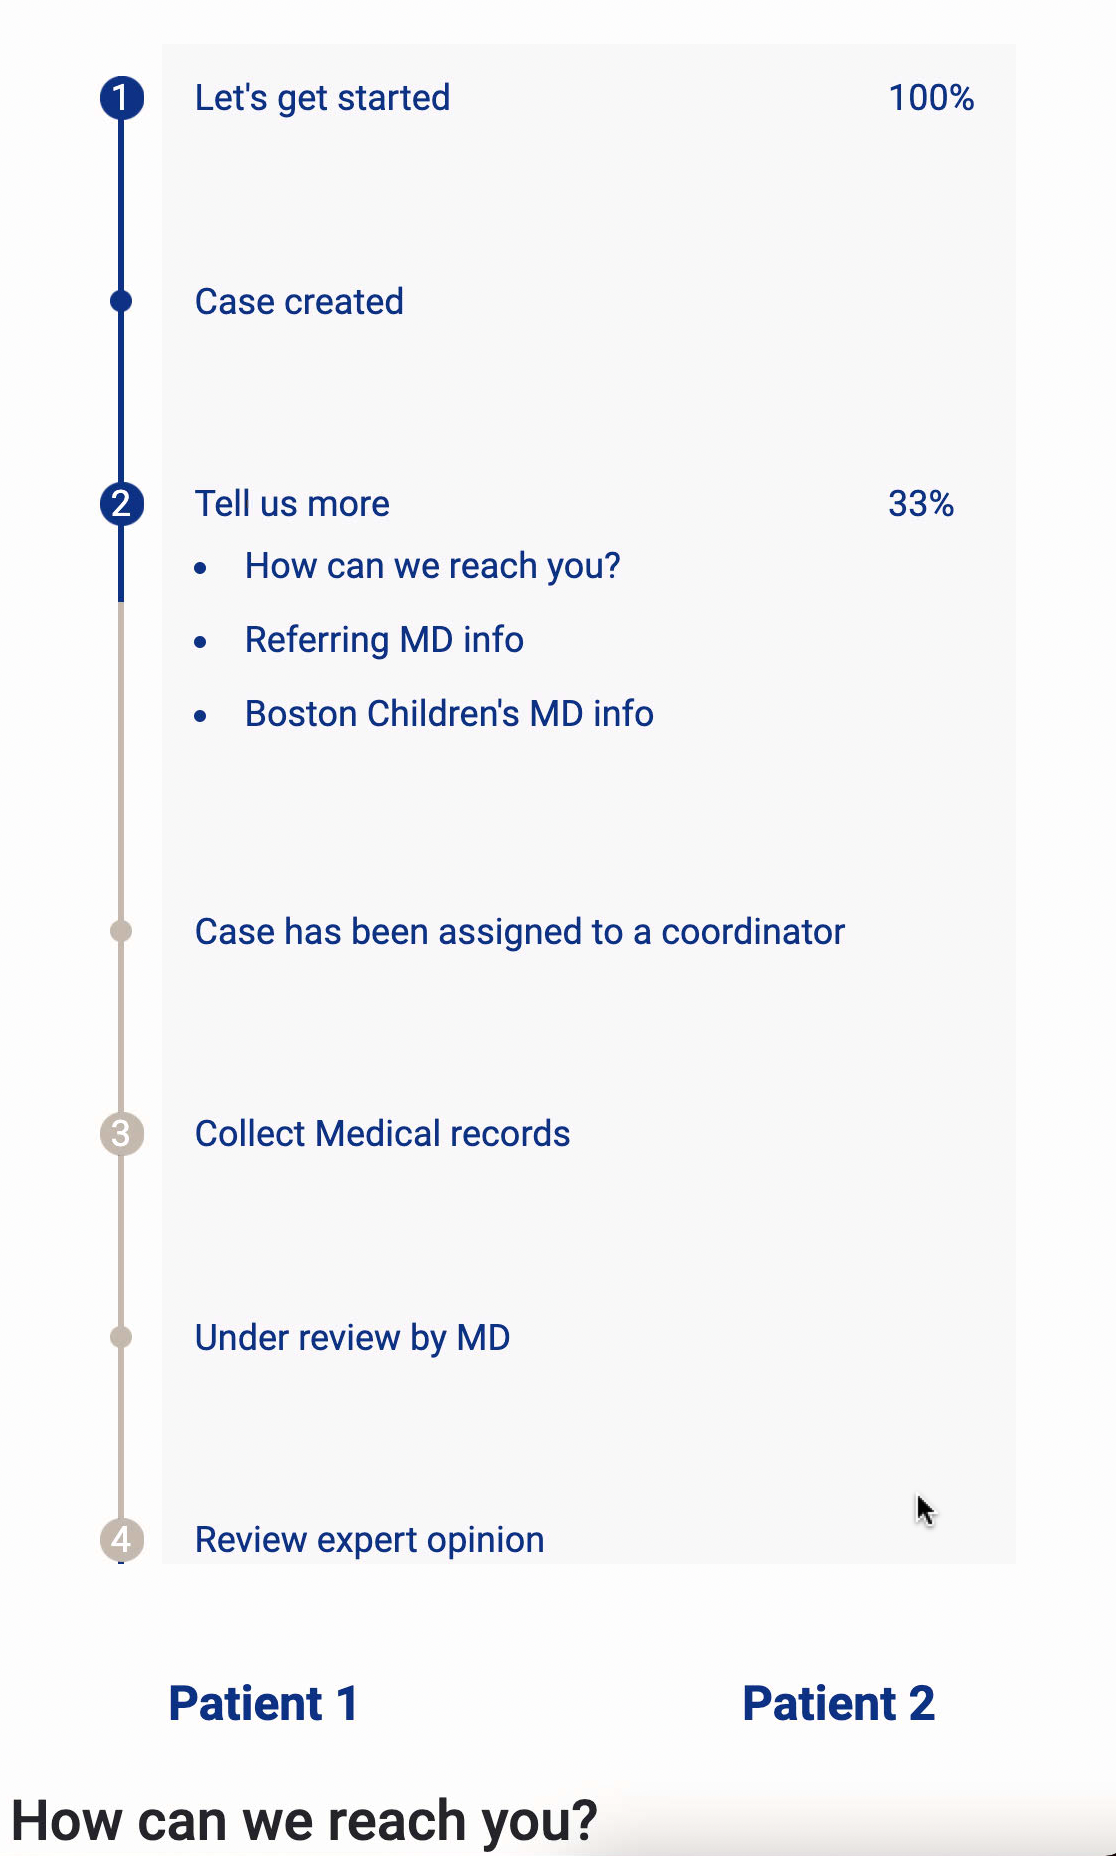 1 Let's get started 100%
Case created
2 Tell us more 33%
• How can we reach you?
• Referring MD info
• Boston Children's MD info
Case has been assigned to a coordinator
3 Collect Medical records
Under review by MD
4 Review expert opinion
Patient 1 Patient 2
How can we reach you?